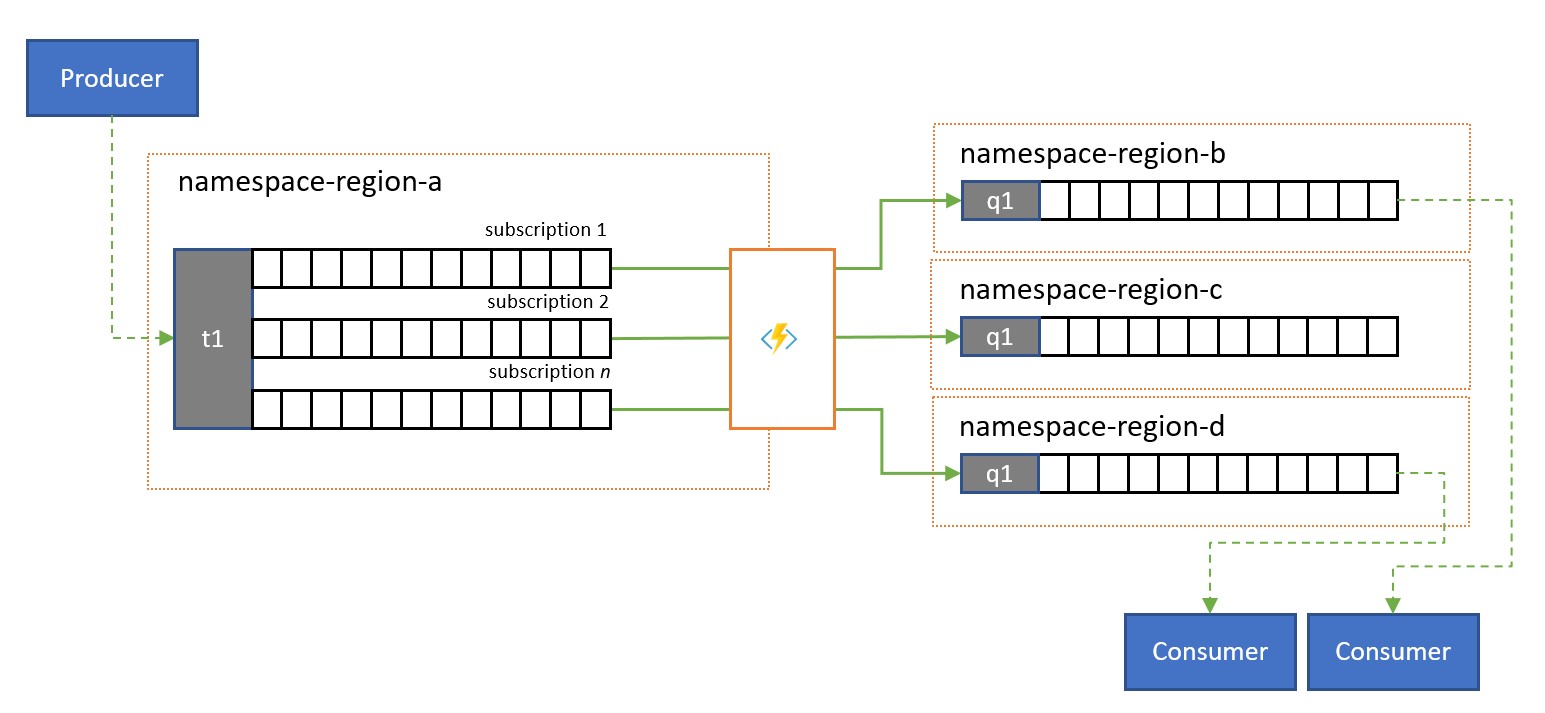 Producer
namespace-region-a
subscription 1
subscription 2
t1
subscription n
namespace-region-b
q1
namespace-region-c
q1
namespace-region-d
q1
Consumer
Consumer